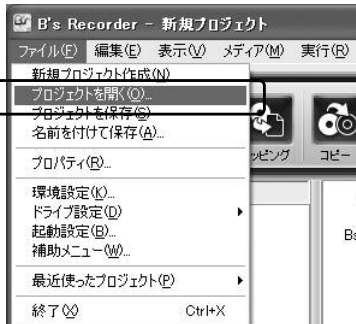 B's Recorder - 新規プロジェクト
ファイル(F) 編集(E) 表示(V) メディア(M) 実行(R)
新規プロジェクト作成(N)
プロジェクトを開く(O)...
プロジェクトを保存(S)
名前を付けて保存(A)...
プロパティ(R)...
環境設定(K)...
ドライブ設定(D)
起動設定(B)...
補助メニュー(W)...
最近使ったプロジェクト(P)
終了(X) Ctrl+X
ッピング
コピー
Bs